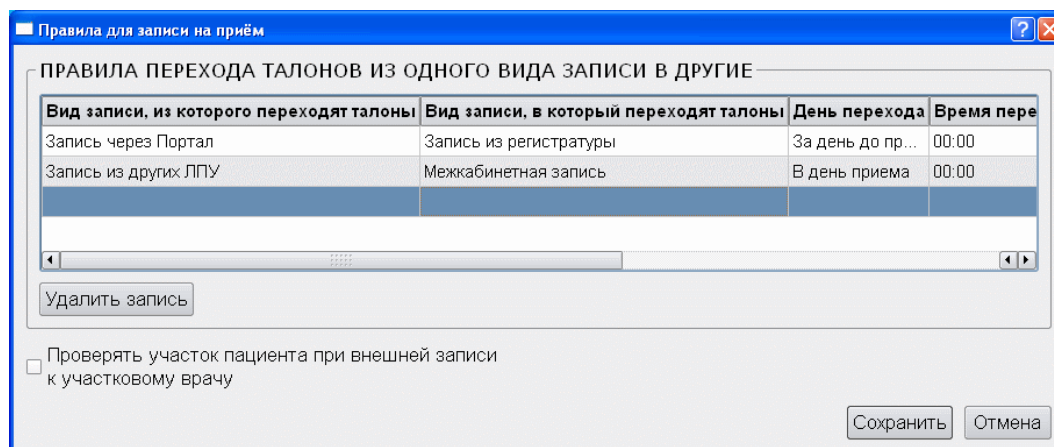 Правила для записи на приём
ПРАВИЛА ПЕРЕХОДА ТАЛОНОВ ИЗ ОДНОГО ВИДА ЗАПИСИ В ДРУГИЕ
Вид записи, из которого переходят талоны Вид записи, в который переходят талоны День перехода Время пере
Запись через Портал Запись из регистратуры За день до пр... 00:00
Запись из других ЛПУ Межкабинетная запись В день приема 00:00
Удалить запись
Проверять участок пациента при внешней записи
к участковому врачу
Сохранить Отмена